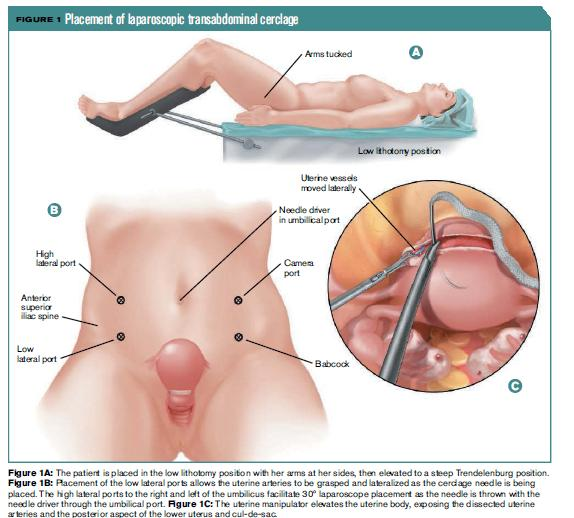 FIGURE 1 Placement of laparoscopic transabdominal cerclage
Arms tucked
A
Low lithotomy position
Uterine vessels
moved laterally
B
Needle driver
in umbillical port
High
lateral port
Camera
port
Anterior
superior
iliac spine
Low
lateral port
Babcock
C
Figure 1A: The patient is placed in the low lithotomy position with her arms at her sides, then elevated to a steep Trendelenburg position.
Figure 1B: Placement of the low lateral ports allows the uterine arteries to be grasped and lateralized as the cerclage needle is being
placed. The high lateral ports to the right and left of the umbilicus facilitate 30° laparoscope placement as the needle is thrown with the
needle driver through the umbilical port. Figure 1C: The uterine manipulator elevates the uterine body, exposing the dissected uterine
arteries and the posterior aspect of the lower uterus and cul-de-sac.